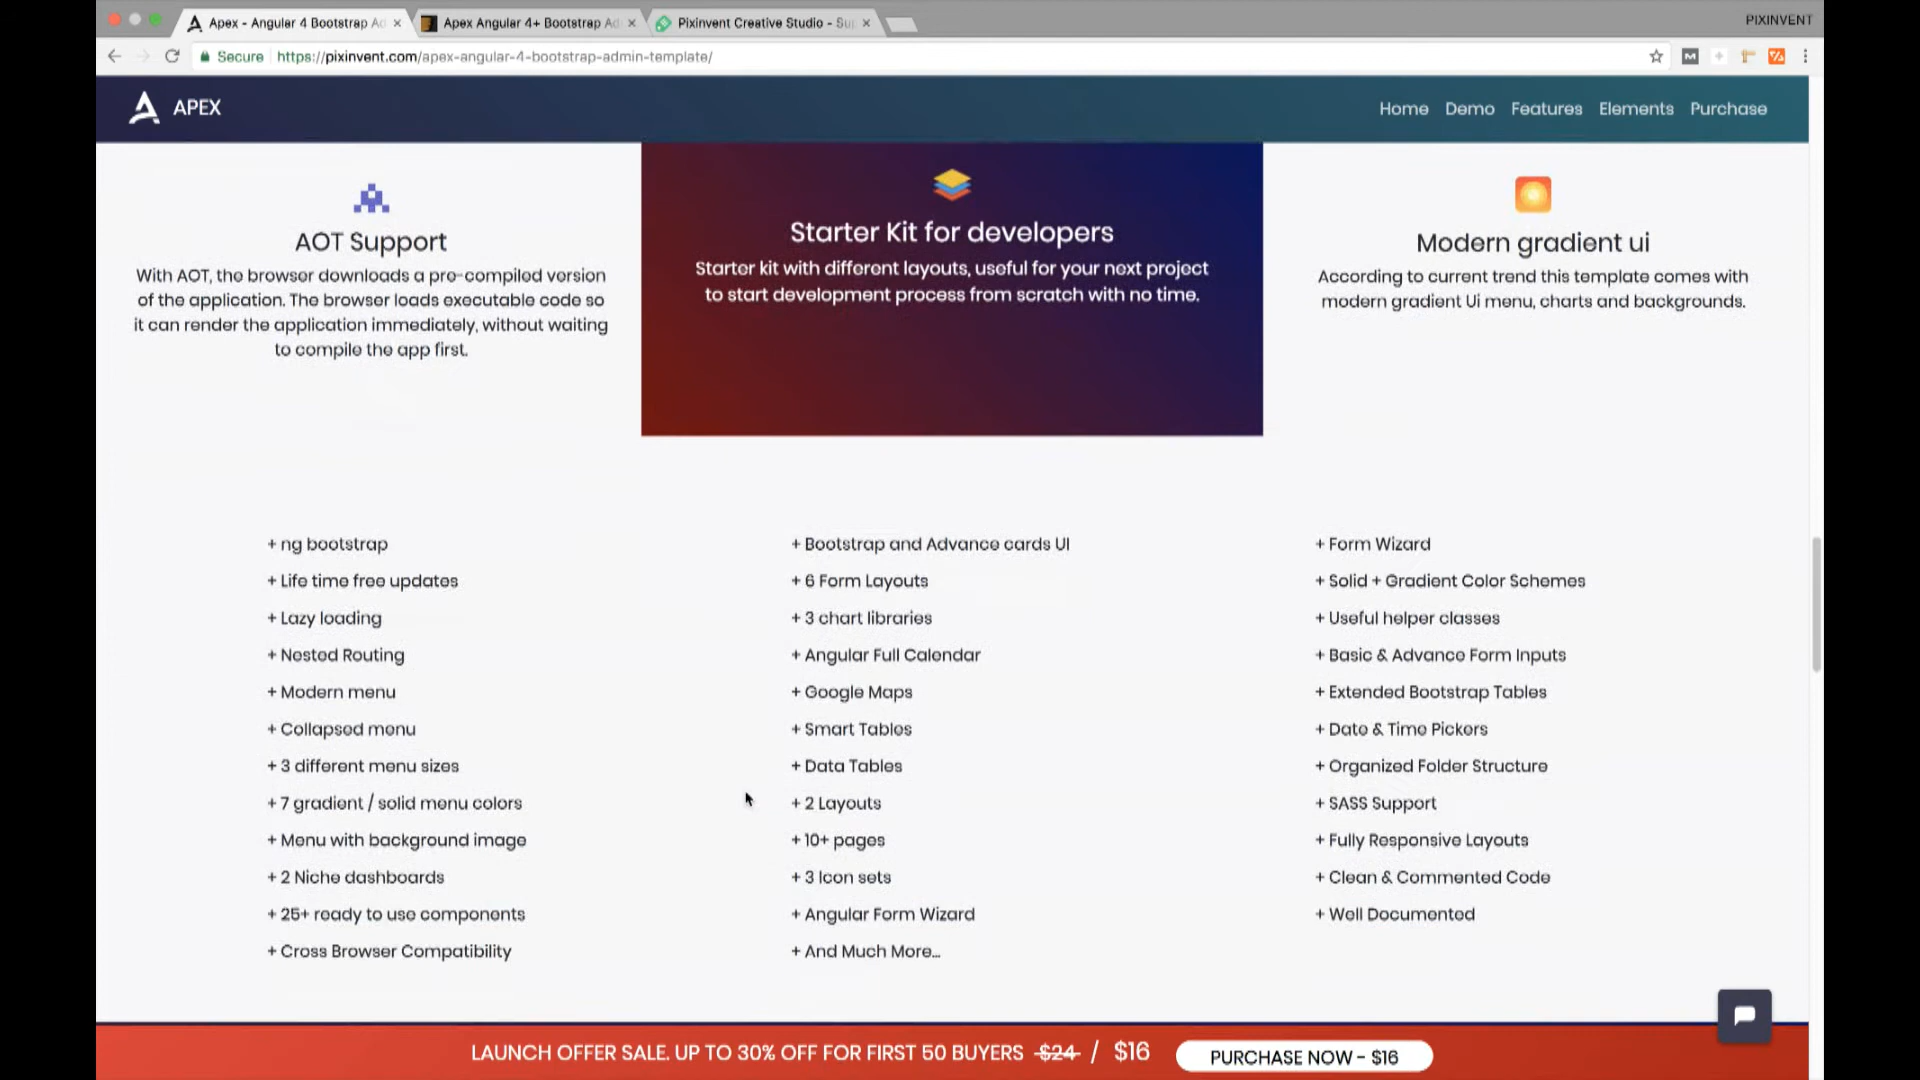 Apex - Angular 4 Bootstrap Ad
Apex Angular 4+ Bootstrap Ad
Pixinvent Creative Studio - Su
PIXINVENT
Secure https://pixinvent.com/apex-angular-4-bootstrap-admin-template/
APEX
Home Demo Features Elements Purchase
AOT Support
With AOT, the browser downloads a pre-compiled version
of the application. The browser loads executable code so
it can render the application immediately, without waiting
to compile the app first.
Starter Kit for developers
Starter kit with different layouts, useful for your next project
to start development process from scratch with no time.
Modern gradient ui
According to current trend this template comes with
modern gradient Ui menu, charts and backgrounds.
+ ng bootstrap
+ Life time free updates
+ Lazy loading
+ Nested Routing
+ Modern menu
+ Collapsed menu
+ 3 different menu sizes
+ 7 gradient / solid menu colors
+ Menu with background image
+ 2 Niche dashboards
+ 25+ ready to use components
+ Cross Browser Compatibility
+ Bootstrap and Advance cards UI
+ 6 Form Layouts
+ 3 chart libraries
+ Angular Full Calendar
+ Google Maps
+ Smart Tables
+ Data Tables
+ 2 Layouts
+ 10+ pages
+ 3 Icon sets
+ Angular Form Wizard
+ And Much More...
+ Form Wizard
+ Solid + Gradient Color Schemes
+ Useful helper classes
+ Basic & Advance Form Inputs
+ Extended Bootstrap Tables
+ Date & Time Pickers
+ Organized Folder Structure
+ SASS Support
+ Fully Responsive Layouts
+ Clean & Commented Code
+ Well Documented
LAUNCH OFFER SALE. UP TO 30% OFF FOR FIRST 50 BUYERS $24 / $16
PURCHASE NOW - $16